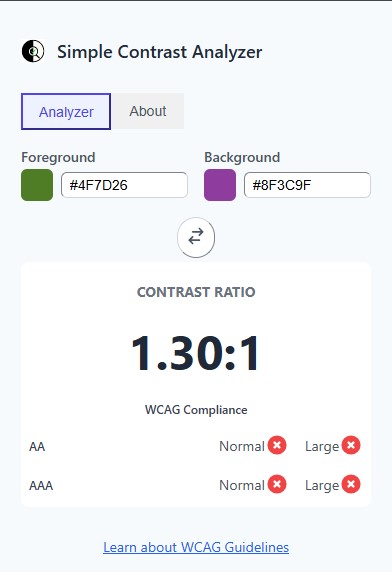 Simple Contrast Analyzer
Analyzer About
Foreground Background
#4F7D26 #8F3C9F
CONTRAST RATIO
1.30:1
WCAG Compliance
AA Normal Large
AAA Normal Large
Learn about WCAG Guidelines